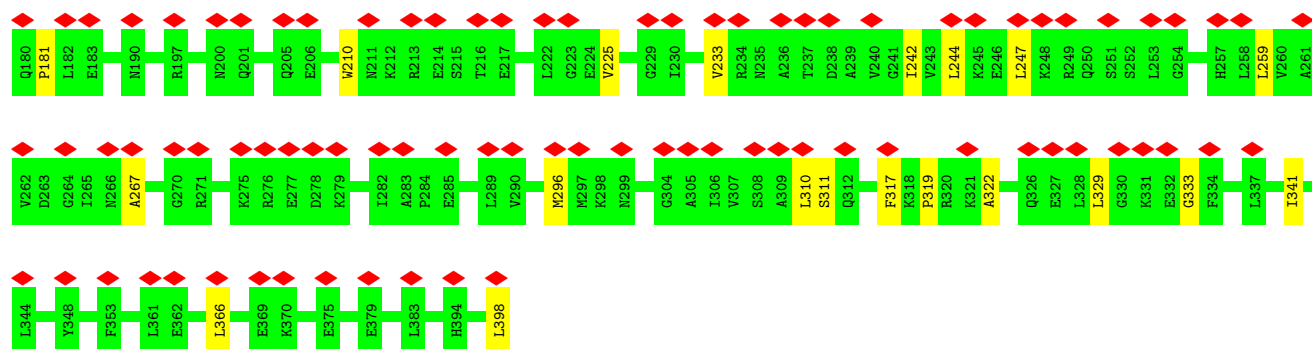 Q180 P181 L182 E183 N190 R197 N200 Q201 Q205 E206 W210 N211 K212 R213 E214 S215 T216 E217 L222 G223 E224 V225 G229 I230 V233 R234 N235 A236 T237 D238 A239 V240 G241 I242 V243 L244 K245 E246 L247 K248 R249 Q250 S251 S252 L253 G254 H257 L258 L259 V260 A261
V262 D263 G264 I265 N266 A267 G270 R271 K275 R276 E277 D278 K279 I282 A283 P284 E285 L289 V290 M296 M297 K298 N299 G304 A305 I306 V307 S308 A309 L310 S311 Q312 F317 K318 P319 R320 K321 A322 Q326 E327 L328 L329 G330 K331 E332 G333 F334 L337 I341
L344 Y348 F353 L361 E362 L366 E369 K370 E375 E379 L383 H394 L398